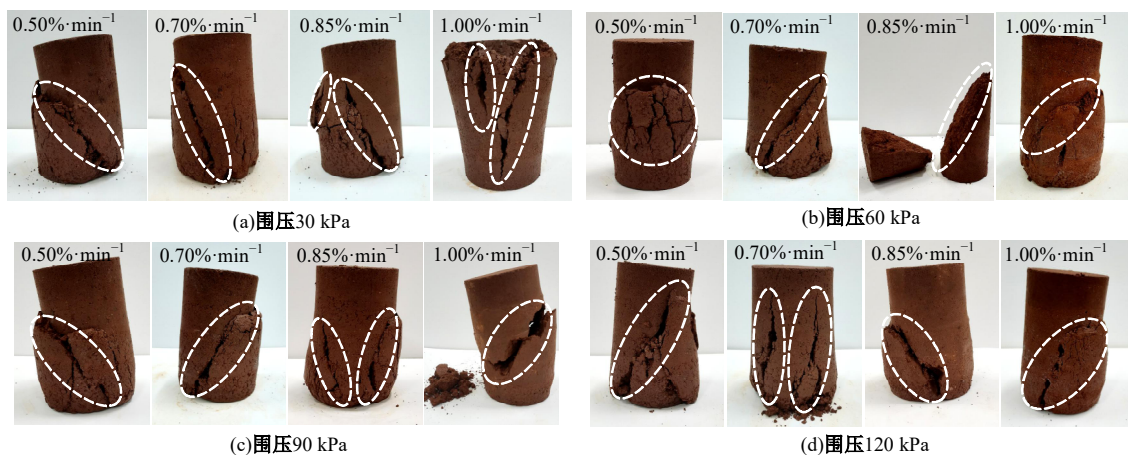 0.50%·min⁻¹ 0.70%·min⁻¹ 0.85%·min⁻¹ 1.00%·min⁻¹
(a)围压30 kPa
0.50%·min⁻¹ 0.70%·min⁻¹ 0.85%·min⁻¹ 1.00%·min⁻¹
(b)围压60 kPa
0.50%·min⁻¹ 0.70%·min⁻¹ 0.85%·min⁻¹ 1.00%·min⁻¹
(c)围压90 kPa
0.50%·min⁻¹ 0.70%·min⁻¹ 0.85%·min⁻¹ 1.00%·min⁻¹
(d)围压120 kPa